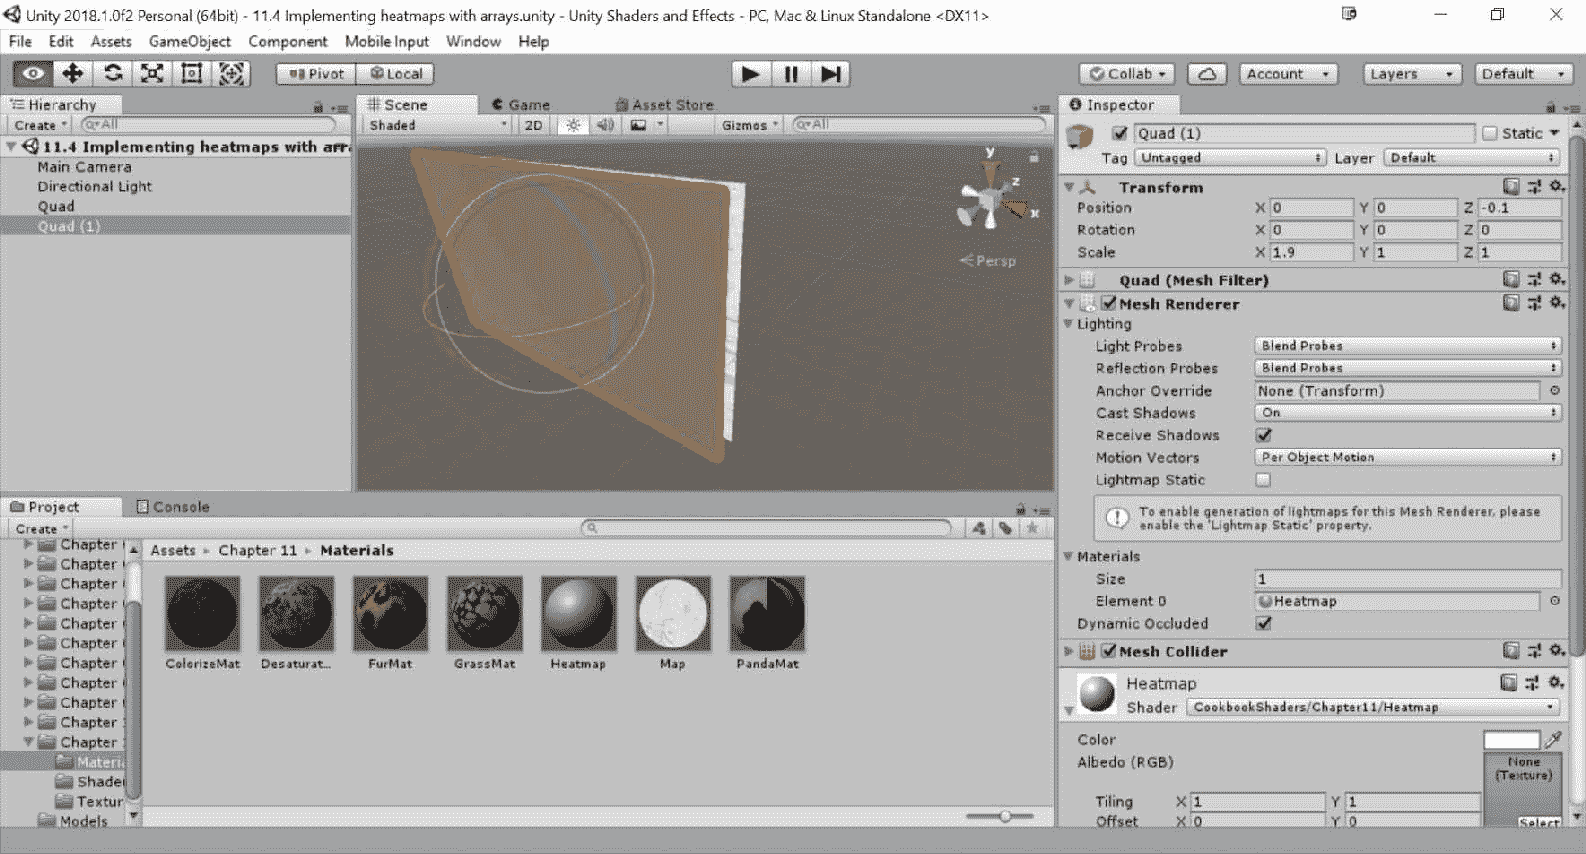 Unity 2018.1.0f2 Personal (64bit) - 11.4 Implementing heatmaps with arrays.unity - Unity Shaders and Effects - PC, Mac & Linux Standalone <DX11>
File Edit Assets GameObject Component Mobile Input Window Help
Pivot Local Collab Account Layers Default
Hierarchy
Create All
11.4 Implementing heatmaps with arra
Main Camera
Directional Light
Quad
Quad (1)
Scene Game Asset Store
Shaded 2D Gizmos All
y
z
x
Persp
Inspector
Quad (1) Static
Tag Untagged Layer Default
Transform
Position X 0 Y 0 Z -0.1
Rotation X 0 Y 0 Z 0
Scale X 1.9 Y 1 Z 1
Quad (Mesh Filter)
Mesh Renderer
Lighting
Light Probes Blend Probes
Reflection Probes Blend Probes
Anchor Override None (Transform)
Cast Shadows On
Receive Shadows
Motion Vectors Per Object Motion
Lightmap Static
To enable generation of lightmaps for this Mesh Renderer, please
enable the 'Lightmap Static' property.
Materials
Size 1
Element 0 Heatmap
Dynamic Occluded
Mesh Collider
Heatmap
Shader CookbookShaders/Chapter11/Heatmap
Color
Albedo (RGB) None
(Texture)
Tiling X 1 Y 1
Offset X 0 Y 0 Select
Project Console
Create
Chapter
Chapter
Chapter
Chapter
Chapter
Chapter
Chapter
Chapter
Chapter
Chapter
Chapter
Materi
Shade
Textur
Models
Assets Chapter 11 Materials
ColorizeMat Desaturat... FurMat GrassMat Heatmap Map PandaMat